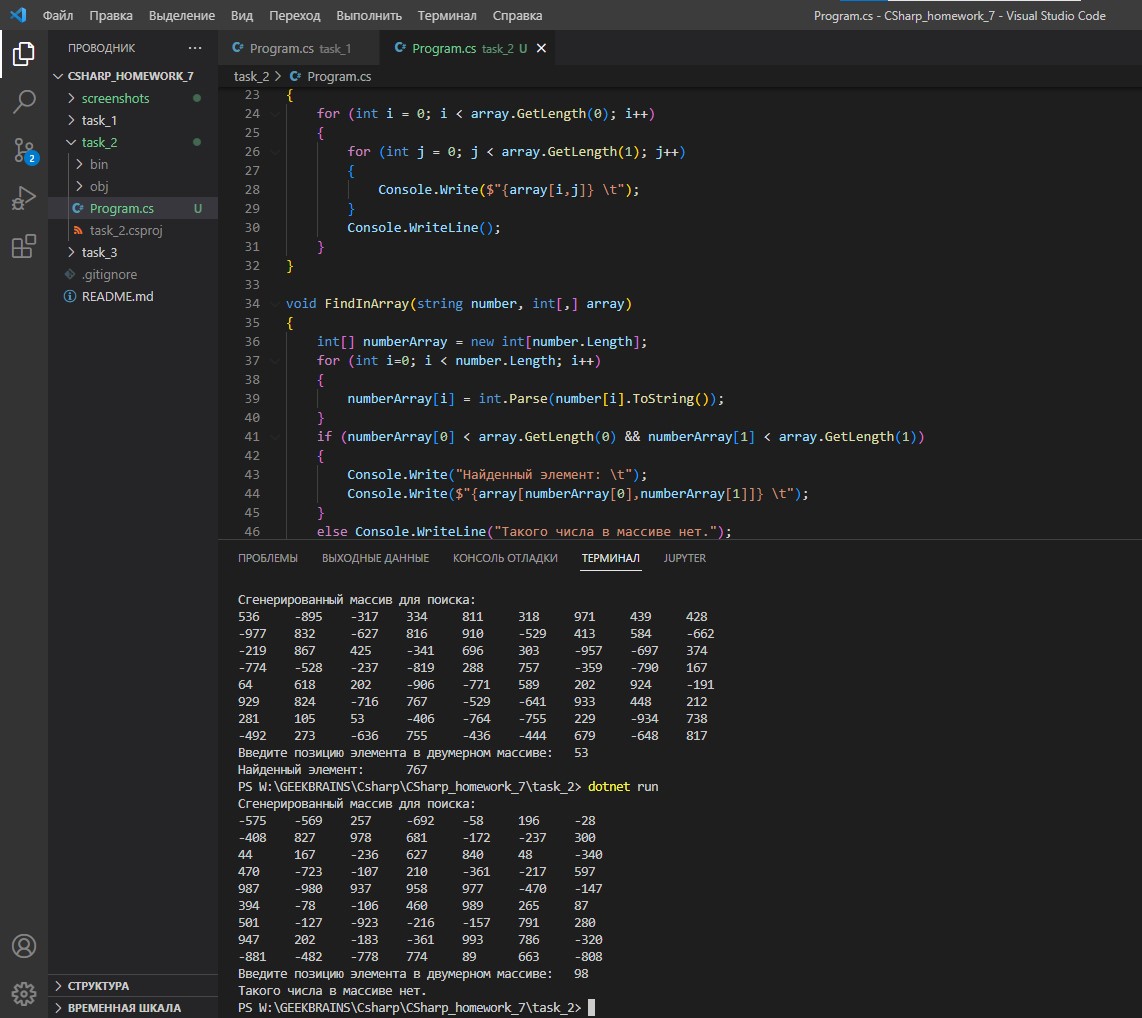 Файл Правка Выделение Вид Переход Выполнить Терминал Справка Program.cs - CSharp_homework_7 - Visual Studio Code
ПРОВОДНИК ...
CSHARP_HOMEWORK_7
screenshots
task_1
task_2
bin
obj
Program.cs U
task_2.csproj
task_3
.gitignore
README.md
2
СТРУКТУРА
ВРЕМЕННАЯ ШКАЛА
Program.cs task_1 Program.cs task_2 U
task_2 > Program.cs
23 {
24 for (int i = 0; i < array.GetLength(0); i++)
25 {
26 for (int j = 0; j < array.GetLength(1); j++)
27 {
28 Console.Write($"{array[i,j]} \t");
29 }
30 Console.WriteLine();
31 }
32 }
33
34 void FindInArray(string number, int[,] array)
35 {
36 int[] numberArray = new int[number.Length];
37 for (int i=0; i < number.Length; i++)
38 {
39 numberArray[i] = int.Parse(number[i].ToString());
40 }
41 if (numberArray[0] < array.GetLength(0) && numberArray[1] < array.GetLength(1))
42 {
43 Console.Write("Найденный элемент: \t");
44 Console.Write($"{array[numberArray[0],numberArray[1]]} \t");
45 }
46 else Console.WriteLine("Такого числа в массиве нет.");
ПРОБЛЕМЫ ВЫХОДНЫЕ ДАННЫЕ КОНСОЛЬ ОТЛАДКИ ТЕРМИНАЛ JUPYTER
Сгенерированный массив для поиска:
536 -895 -317 334 811 318 971 439 428
-977 832 -627 816 910 -529 413 584 -662
-219 867 425 -341 696 303 -957 -697 374
-774 -528 -237 -819 288 757 -359 -790 167
64 618 202 -906 -771 589 202 924 -191
929 824 -716 767 -529 -641 933 448 212
281 105 53 -406 -764 -755 229 -934 738
-492 273 -636 755 -436 -444 679 -648 817
Введите позицию элемента в двумерном массиве: 53
Найденный элемент: 767
PS W:\GEEKBRAINS\Csharp\CSharp_homework_7\task_2> dotnet run
Сгенерированный массив для поиска:
-575 -569 257 -692 -58 196 -28
-408 827 978 681 -172 -237 300
44 167 -236 627 840 48 -340
470 -723 -107 210 -361 -217 597
987 -980 937 958 977 -470 -147
394 -78 -106 460 989 265 87
501 -127 -923 -216 -157 791 280
947 202 -183 -361 993 786 -320
-881 -482 -778 774 89 663 -808
Введите позицию элемента в двумерном массиве: 98
Такого числа в массиве нет.
PS W:\GEEKBRAINS\Csharp\CSharp_homework_7\task_2>